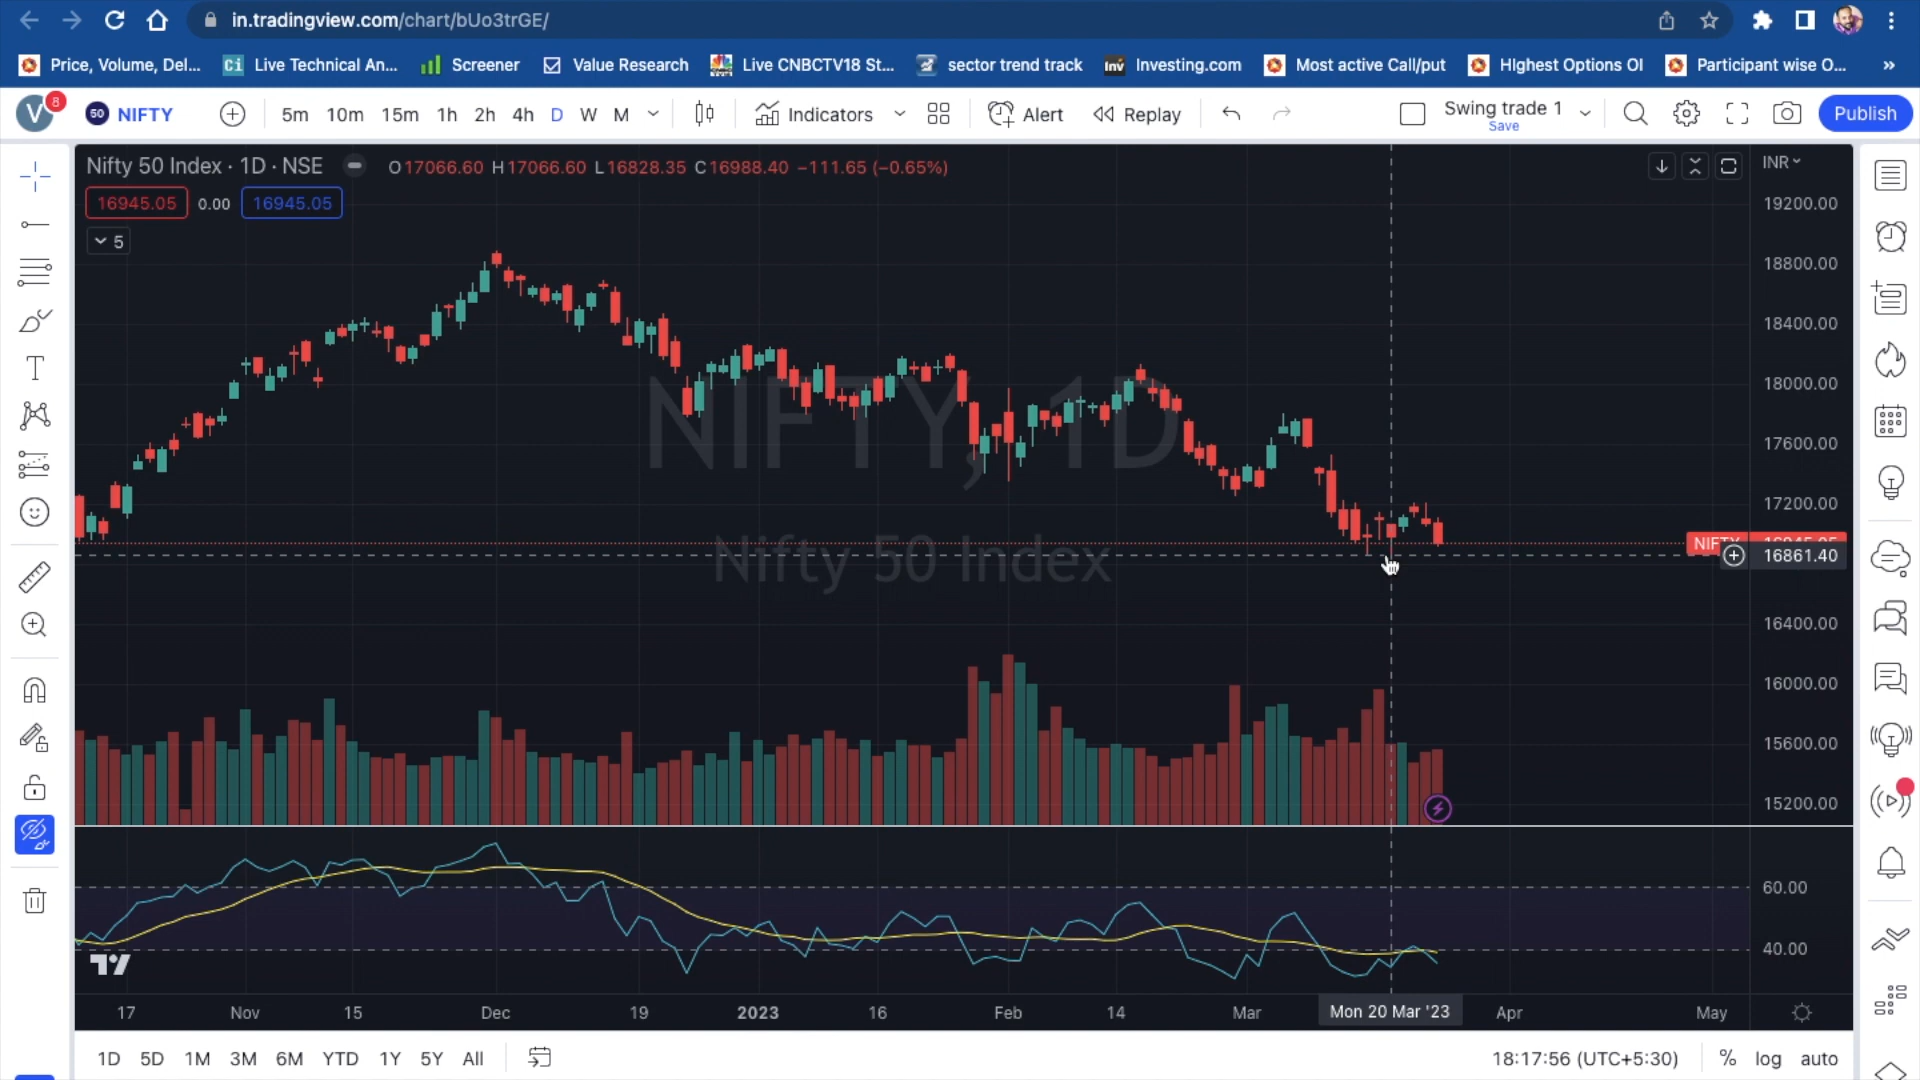 in.tradingview.com/chart/bUo3trGE/
Price, Volume, Del... Live Technical An... Screener Value Research Live CNBCTV18 St... sector trend track Investing.com Most active Call/put HIghest Options OI Participant wise O... »
V 8 50 NIFTY 5m 10m 15m 1h 2h 4h D W M Indicators Alert Replay Swing trade 1 Save Publish
Nifty 50 Index · 1D · NSE O17066.60 H17066.60 L16828.35 C16988.40 −111.65 (−0.65%) INR
16945.05 0.00 16945.05
5
19200.00
18800.00
18400.00
18000.00
17600.00
17200.00
16861.40
16400.00
16000.00
15600.00
15200.00
NIFTY, 1D
Nifty 50 Index
60.00
40.00
17 Nov 15 Dec 19 2023 16 Feb 14 Mar Mon 20 Mar '23 Apr May
1D 5D 1M 3M 6M YTD 1Y 5Y All 18:17:56 (UTC+5:30) % log auto